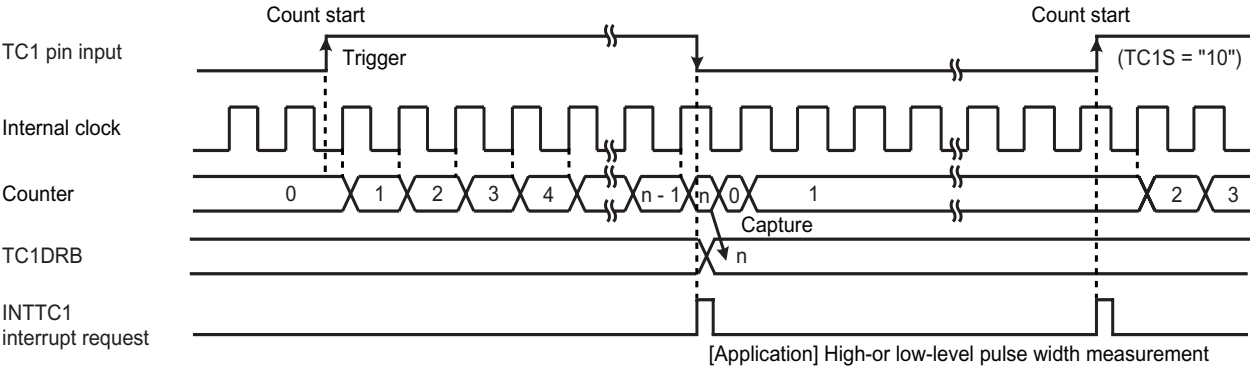 Count start
Count start
TC1 pin input
Trigger
(TC1S = "10")
Internal clock
Counter
0
1
2
3
4
n - 1
n
0
1
2
3
Capture
TC1DRB
n
INTTC1
interrupt request
[Application] High-or low-level pulse width measurement